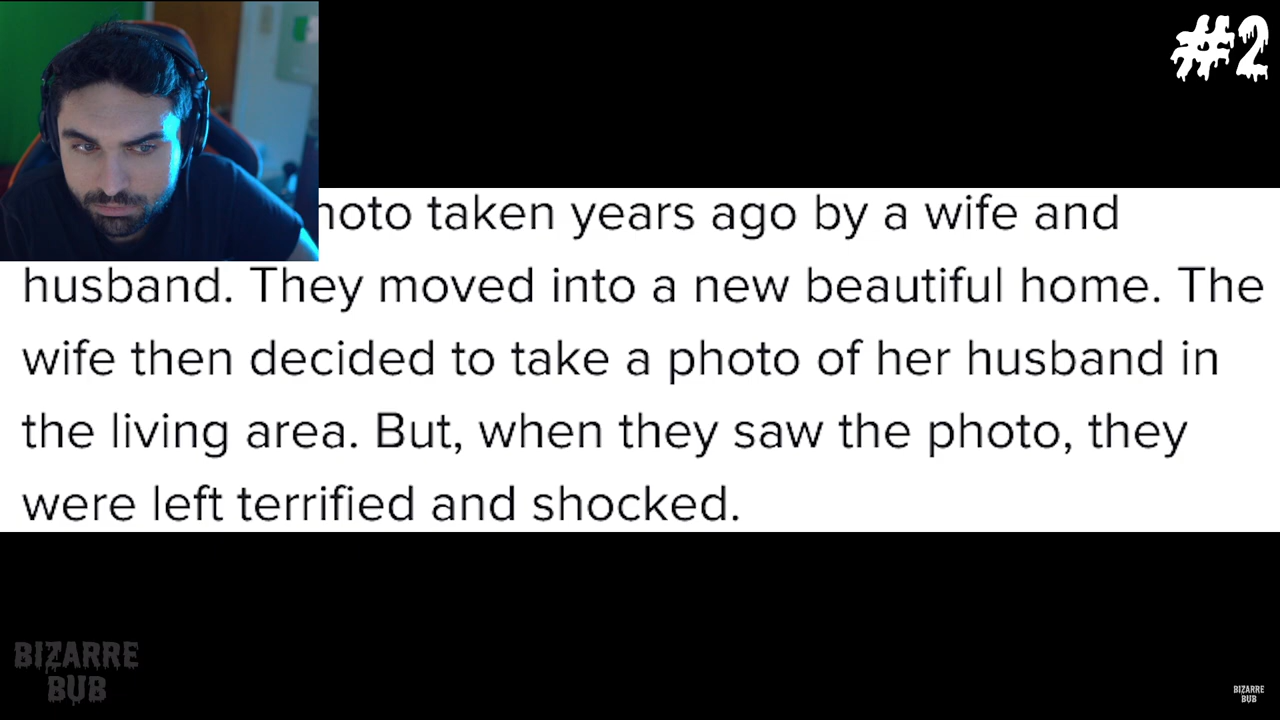 #2
taken years ago by a wife and
husband. They moved into a new beautiful home. The
wife then decided to take a photo of her husband in
the living area. But, when they saw the photo, they
were left terrified and shocked.
BIZARRE
BUB
BIZARRE
BUB